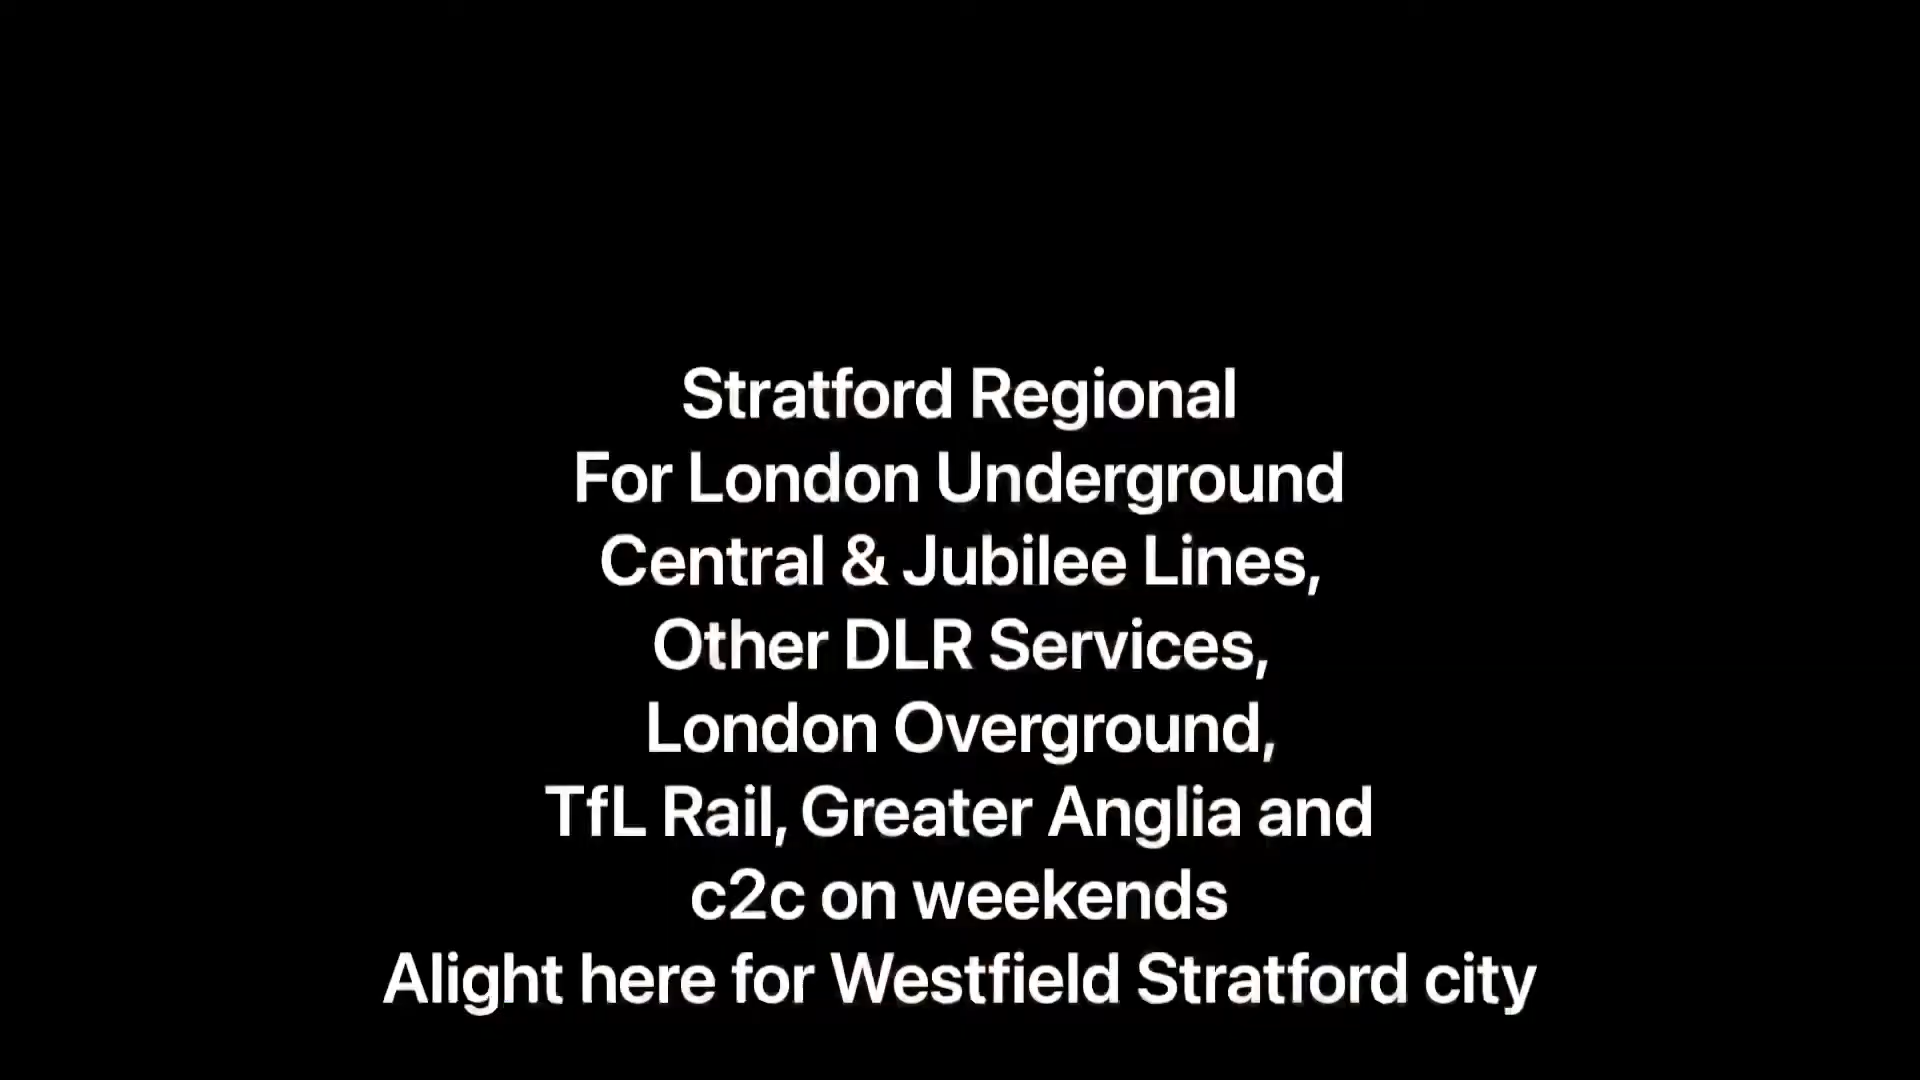 Stratford Regional
For London Underground
Central & Jubilee Lines,
Other DLR Services,
London Overground,
TfL Rail, Greater Anglia and
c2c on weekends
Alight here for Westfield Stratford city